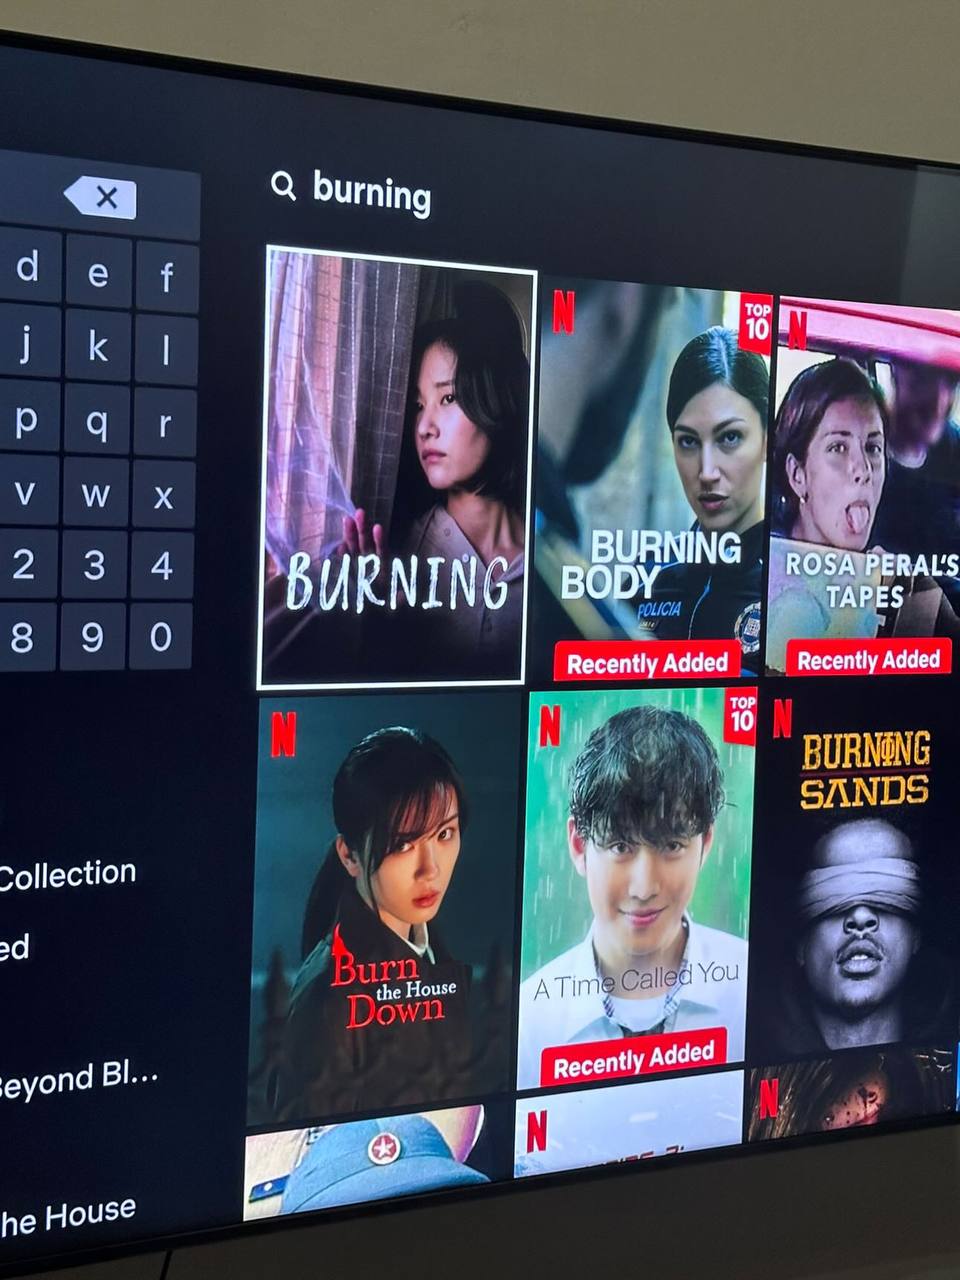 burning
d e f
j k l
p q r
v w x
2 3 4
8 9 0
Collection
ed
Beyond Bl...
he House
BURNING
N
TOP
10
BURNING
BODY
POLICIA
Recently Added
N
ROSA PERAL'S
TAPES
Recently Added
N
Burn
the House
Down
N
TOP
10
A Time Called You
Recently Added
N
BURNING
SANDS
N
N